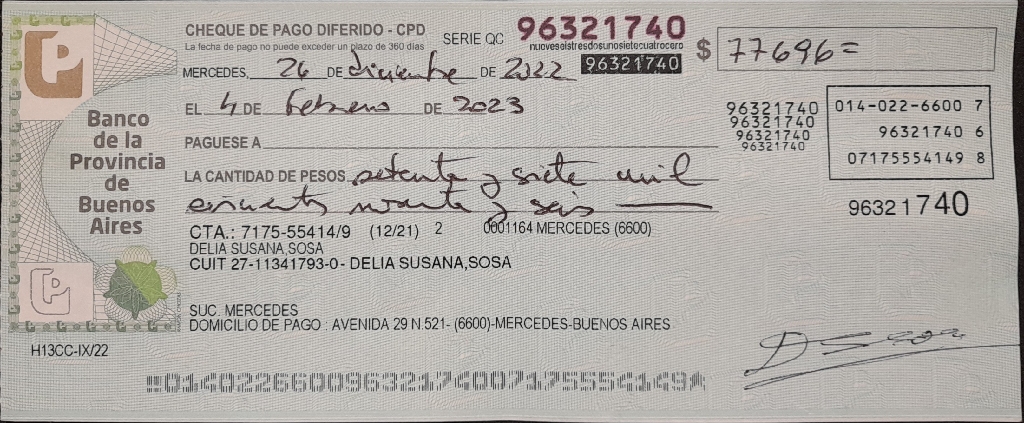 CHEQUE DE PAGO DIFERIDO - CPD
La fecha de pago no puede exceder un plazo de 360 días
SERIE QC 96321740
nuoveseistresdosunosietecuatrocero
96321740
$ 77696=
MERCEDES, 26 DE diciembre DE 2022
EL 4 DE febrero DE 2023
PAGUESE A
LA CANTIDAD DE PESOS setenta y siete mil
noventa y seis
Banco
de la
Provincia
de
Buenos
Aires
96321740
96321740
96321740
96321740
014-022-6600 7
96321740 6
07175554149 8
96321740
CTA.: 7175-55414/9 (12/21) 2 0001164 MERCEDES (6600)
DELIA SUSANA,SOSA
CUIT 27-11341793-0- DELIA SUSANA,SOSA
SUC. MERCEDES
DOMICILIO DE PAGO : AVENIDA 29 N.521- (6600)-MERCEDES-BUENOS AIRES
H13CC-IX/22
01402266009632174007175554149